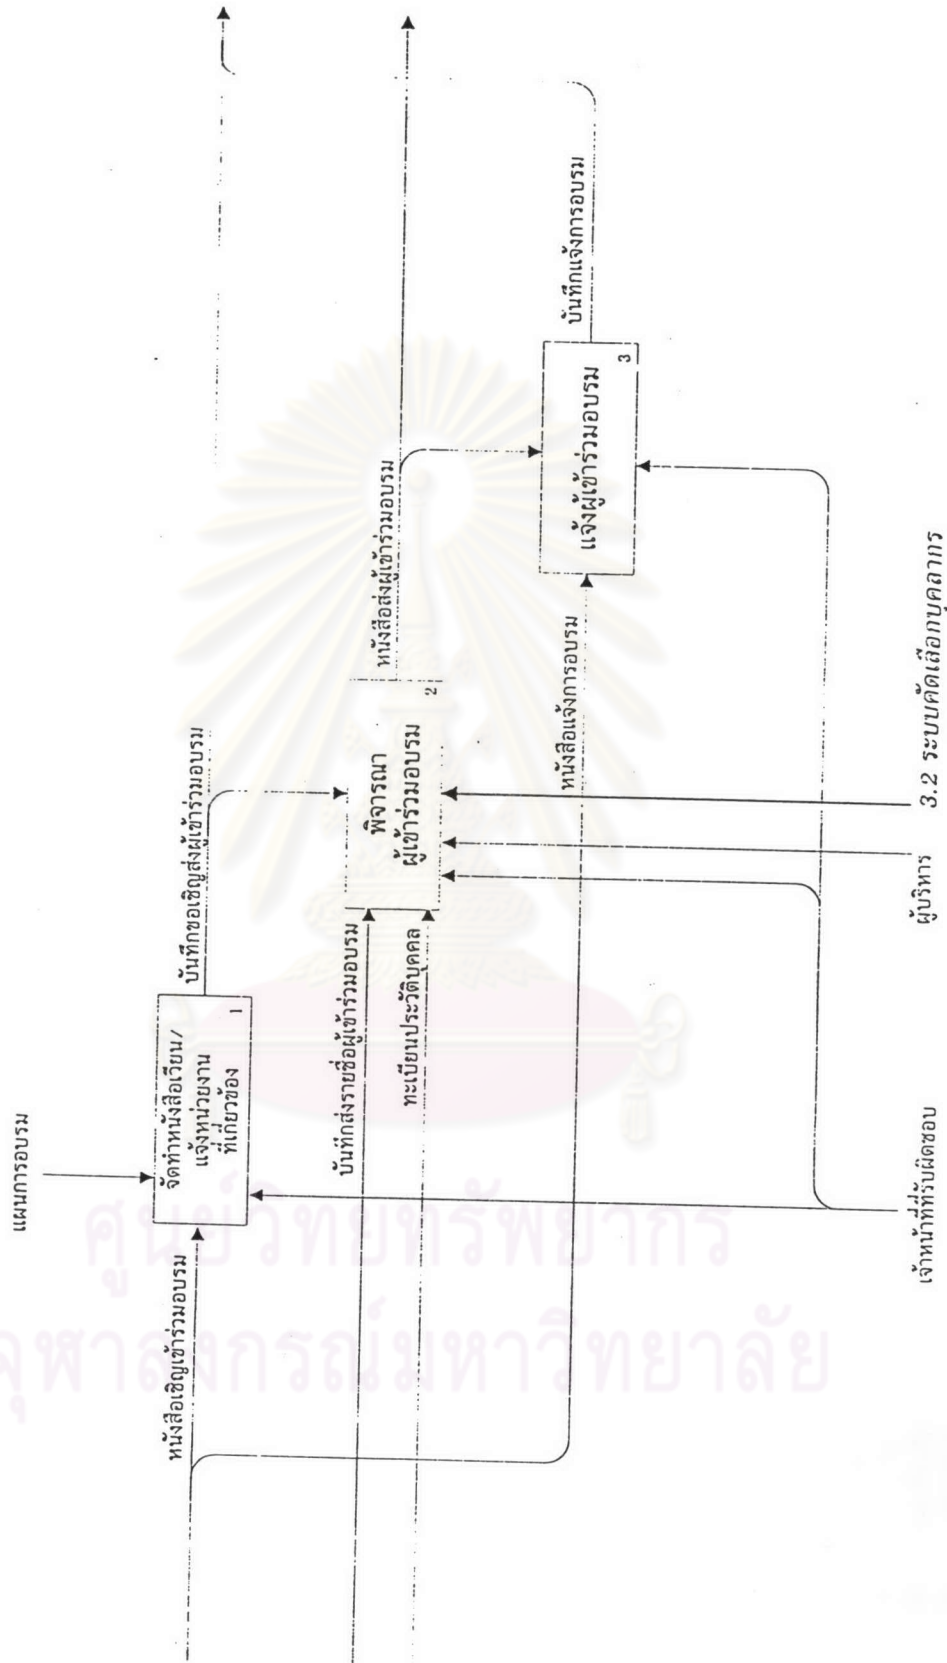 แผนการอบรม
หนังสือเชิญเข้าร่วมอบรม
จัดทำหนังสือเวียน/
แจ้งหน่วยงาน
ที่เกี่ยวข้อง
1
บันทึกขอเชิญส่งผู้เข้าร่วมอบรม
บันทึกส่งรายชื่อผู้เข้าร่วมอบรม
ทะเบียนประวัติบุคคล
พิจารณา
ผู้เข้าร่วมอบรม
2
หนังสือส่งผู้เข้าร่วมอบรม
หนังสือแจ้งการอบรม
แจ้งผู้เข้าร่วมอบรม
3
บันทึกแจ้งการอบรม
เจ้าหน้าที่ที่รับผิดชอบ
ผู้บริหาร
3.2 ระบบคัดเลือกบุคลากร
ศูนย์วิทยทรัพยากร
จุฬาลงกรณ์มหาวิทยาลัย